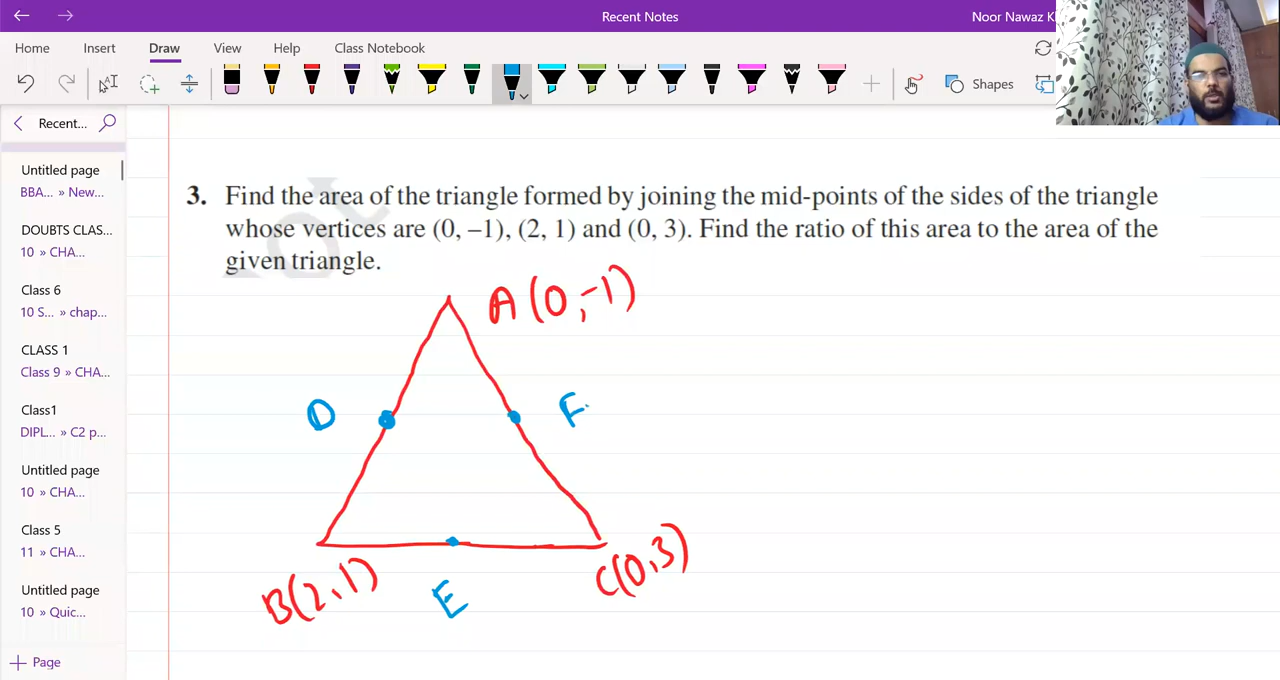 Recent Notes
Noor Nawaz K
Home Insert Draw View Help Class Notebook
Shapes
Recent...
Untitled page
BBA... » New...
DOUBTS CLAS...
10 » CHA...
Class 6
10 S... » chap...
CLASS 1
Class 9 » CHA...
Class1
DIPL... » C2 p...
Untitled page
10 » CHA...
Class 5
11 » CHA...
Untitled page
10 » Quic...
Page
3. Find the area of the triangle formed by joining the mid-points of the sides of the triangle
whose vertices are (0, –1), (2, 1) and (0, 3). Find the ratio of this area to the area of the
given triangle.
A(0,-1)
D
F
B(2,1)
E
C(0,3)